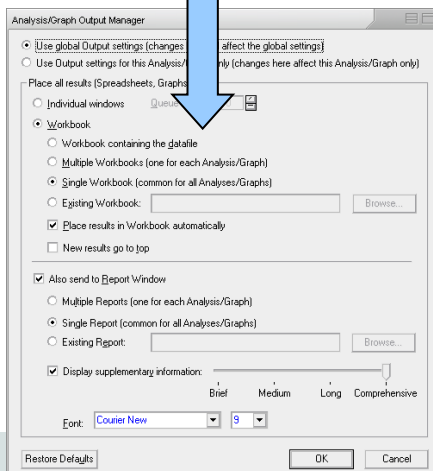 Analysis/Graph Output Manager
Use global Output settings (changes affect the global settings)
Use Output settings for this Analysis/ only (changes here affect this Analysis/Graph only)
Place all results (Spreadsheets, Graphs
Individual windows Queue
Workbook
Workbook containing the datafile
Multiple Workbooks (one for each Analysis/Graph)
Single Workbook (common for all Analyses/Graphs)
Existing Workbook: Browse...
Place results in Workbook automatically
New results go to top
Also send to Report Window
Multiple Reports (one for each Analysis/Graph)
Single Report (common for all Analyses/Graphs)
Existing Report: Browse...
Display supplementary information:
Brief Medium Long Comprehensive
Font: Courier New 9
Restore Defaults OK Cancel